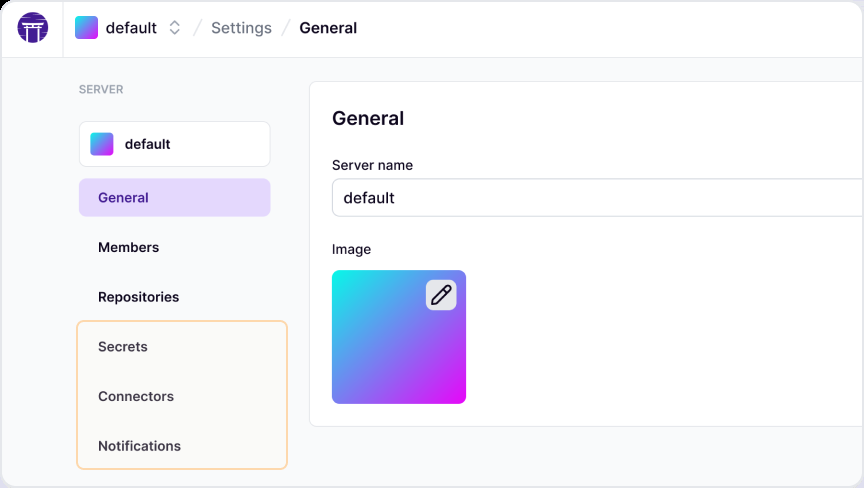 default / Settings / General
SERVER
default
General
Members
Repositories
Secrets
Connectors
Notifications
General
Server name
default
Image